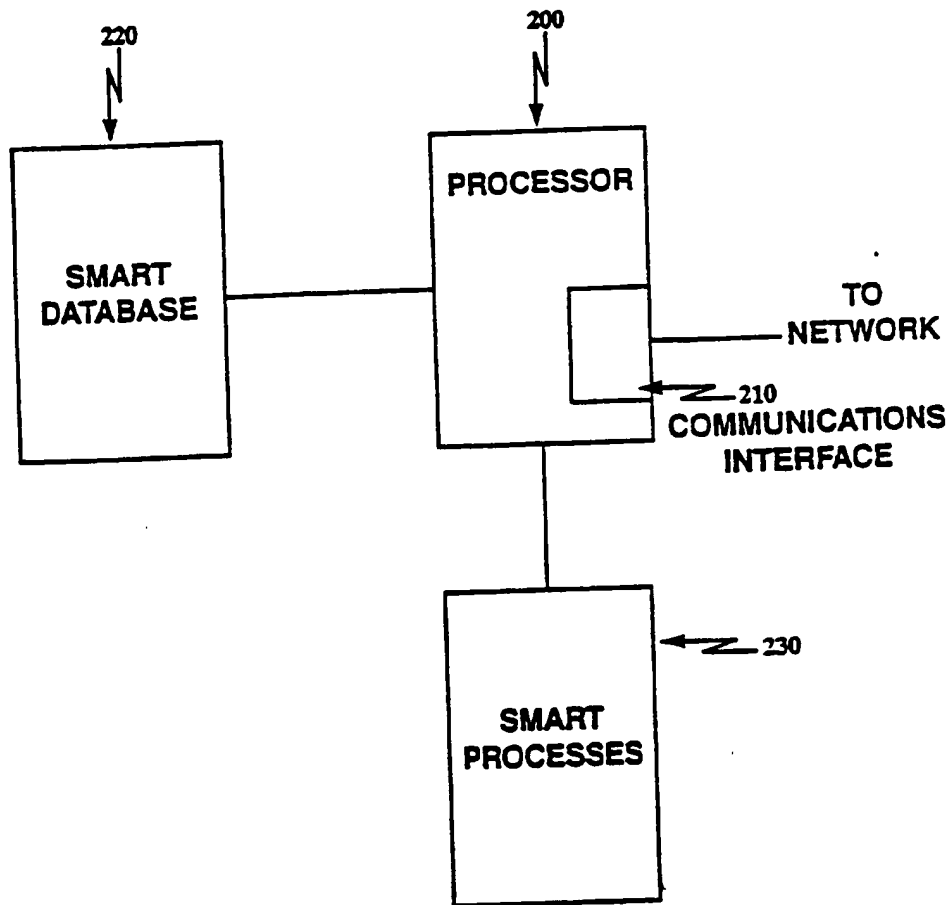 220
200
PROCESSOR
SMART
DATABASE
TO
NETWORK
210
COMMUNICATIONS
INTERFACE
230
SMART
PROCESSES